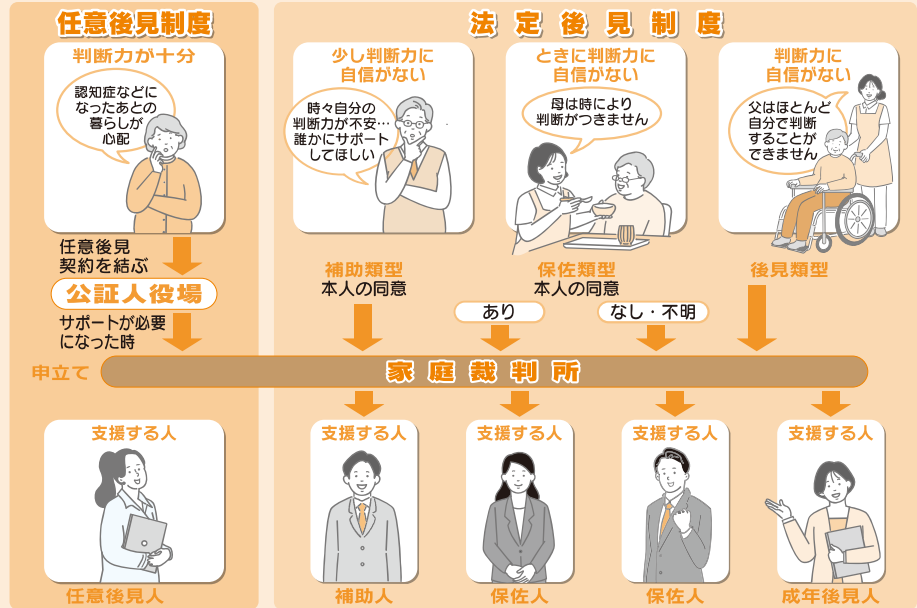 任意後見制度
判断力が十分
認知症などに
なったあとの
暮らしが
心配
任意後見
契約を結ぶ
公証人役場
サポートが必要
になった時
法定後見制度
少し判断力に
自信がない
時々自分の
判断力が不安…
誰かにサポート
してほしい
補助類型
本人の同意
ときに判断力に
自信がない
母は時により
判断がつきません
保佐類型
本人の同意
あり
なし・不明
判断力に
自信がない
父はほとんど
自分で判断
することが
できません
後見類型
申立て
家庭裁判所
支援する人
任意後見人
支援する人
補助人
支援する人
保佐人
支援する人
保佐人
支援する人
成年後見人